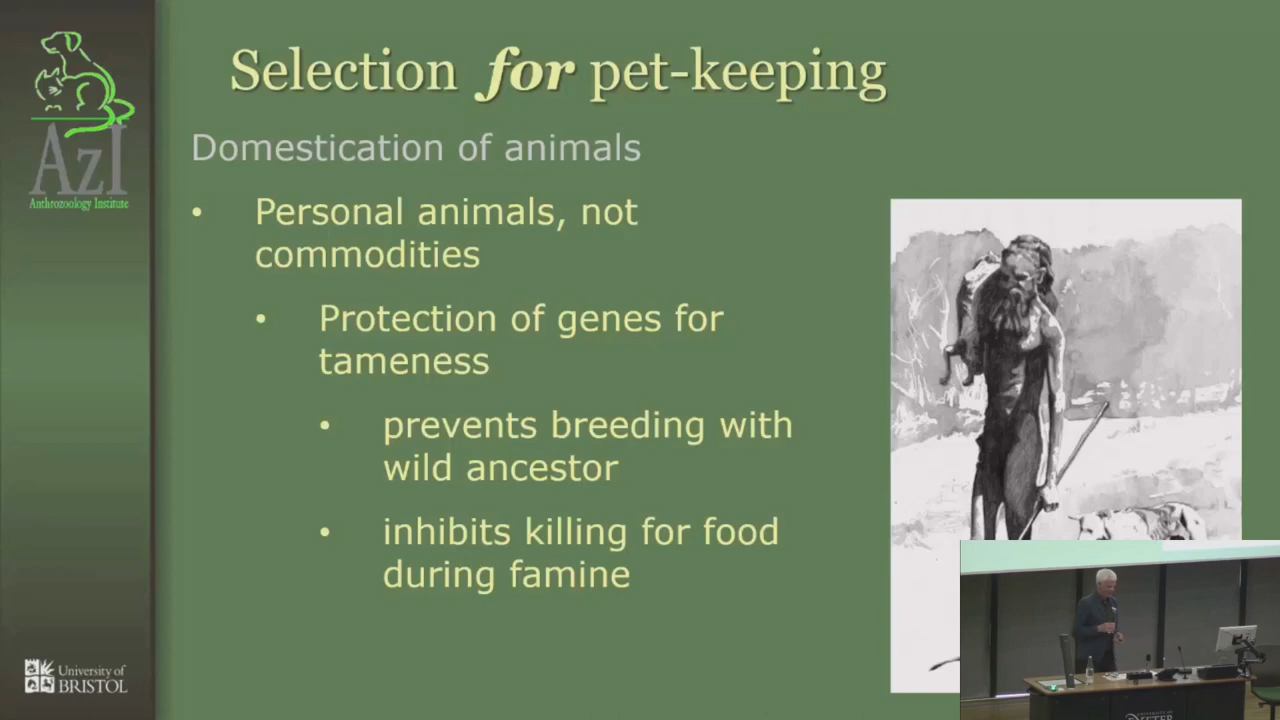 Selection for pet-keeping
Domestication of animals
• Personal animals, not
commodities
• Protection of genes for
tameness
• prevents breeding with
wild ancestor
• inhibits killing for food
during famine
AzI
Anthrozoology Institute
University of
BRISTOL